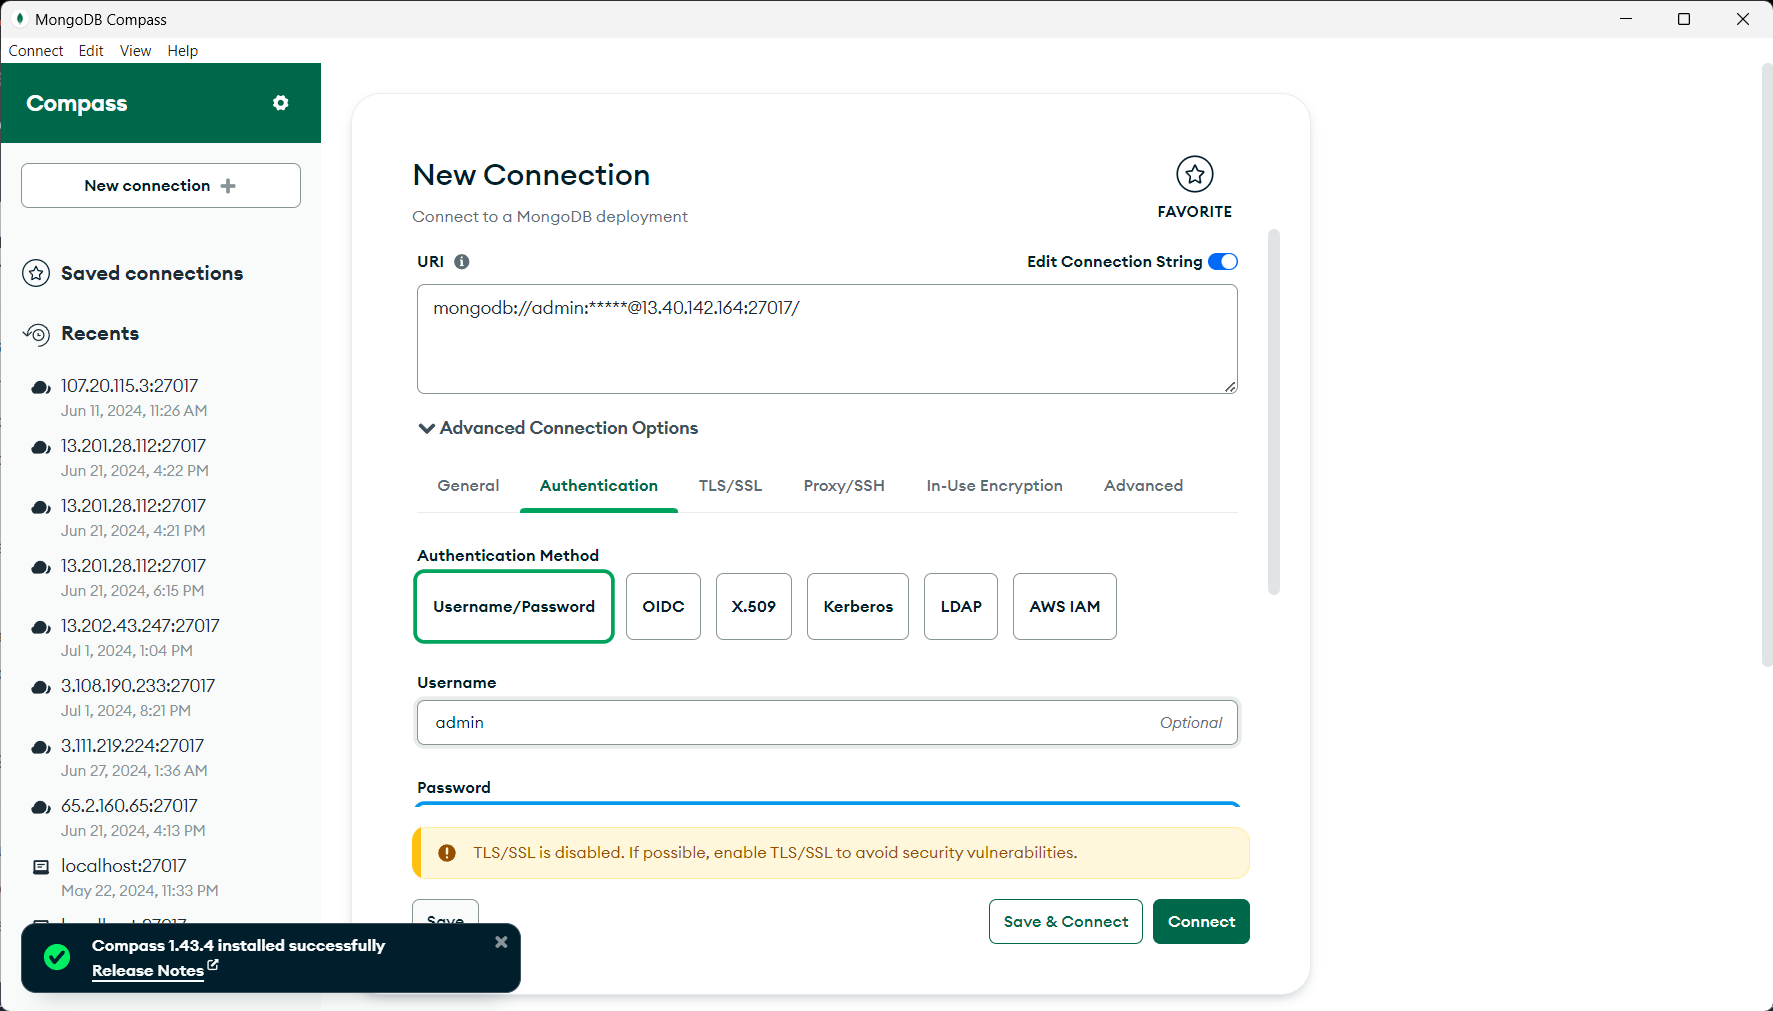 MongoDB Compass
Connect Edit View Help
Compass
New connection
Saved connections
Recents
107.20.115.3:27017
Jun 11, 2024, 11:26 AM
13.201.28.112:27017
Jun 21, 2024, 4:22 PM
13.201.28.112:27017
Jun 21, 2024, 4:21 PM
13.201.28.112:27017
Jun 21, 2024, 6:15 PM
13.202.43.247:27017
Jul 1, 2024, 1:04 PM
3.108.190.233:27017
Jul 1, 2024, 8:21 PM
3.111.219.224:27017
Jun 27, 2024, 1:36 AM
65.2.160.65:27017
Jun 21, 2024, 4:13 PM
localhost:27017
May 22, 2024, 11:33 PM
localhost:27017
Compass 1.43.4 installed successfully
Release Notes
New Connection
FAVORITE
Connect to a MongoDB deployment
URI
Edit Connection String
mongodb://admin:*****@13.40.142.164:27017/
Advanced Connection Options
General Authentication TLS/SSL Proxy/SSH In-Use Encryption Advanced
Authentication Method
Username/Password OIDC X.509 Kerberos LDAP AWS IAM
Username
admin Optional
Password
TLS/SSL is disabled. If possible, enable TLS/SSL to avoid security vulnerabilities.
Save Save & Connect Connect